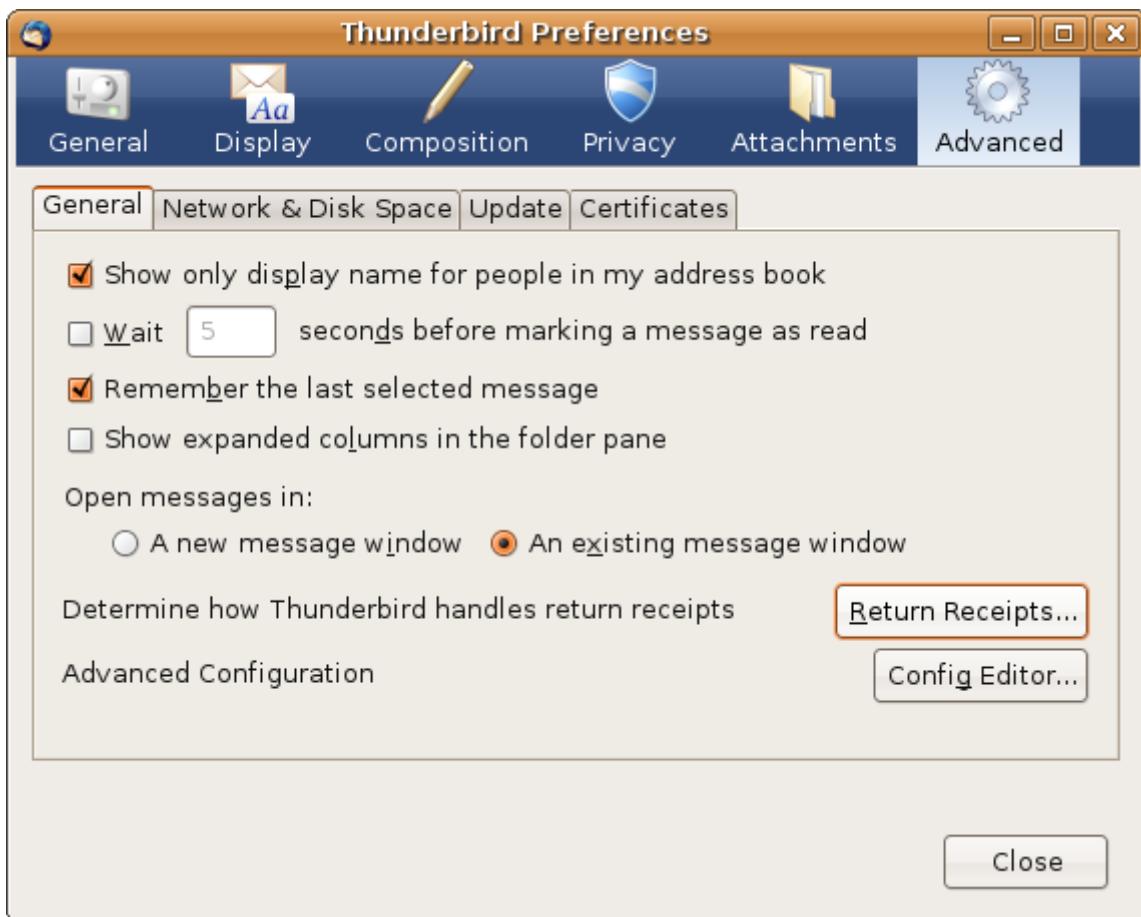 Thunderbird Preferences
General Display Composition Privacy Attachments Advanced
General Network & Disk Space Update Certificates
Show only display name for people in my address book
Wait 5 seconds before marking a message as read
Remember the last selected message
Show expanded columns in the folder pane
Open messages in:
A new message window An existing message window
Determine how Thunderbird handles return receipts Return Receipts...
Advanced Configuration Config Editor...
Close